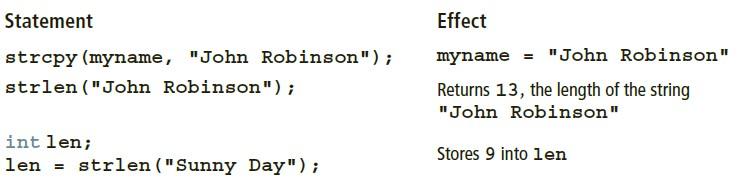 Statement Effect
strcpy(myname, "John Robinson"); myname = "John Robinson"
strlen("John Robinson"); Returns 13, the length of the string
"John Robinson"
int len;
len = strlen("Sunny Day"); Stores 9 into len